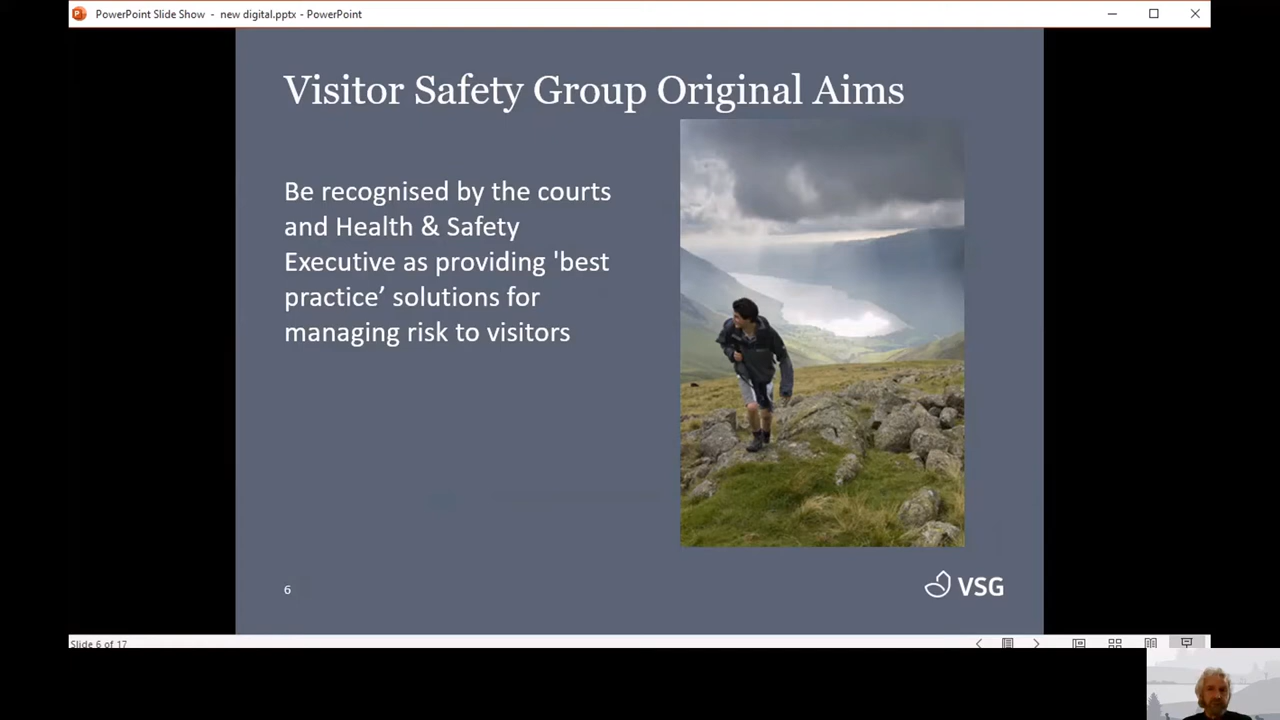 PowerPoint Slide Show - new digital.pptx - PowerPoint
Visitor Safety Group Original Aims
Be recognised by the courts
and Health & Safety
Executive as providing 'best
practice’ solutions for
managing risk to visitors
6
VSG
Slide 6 of 17